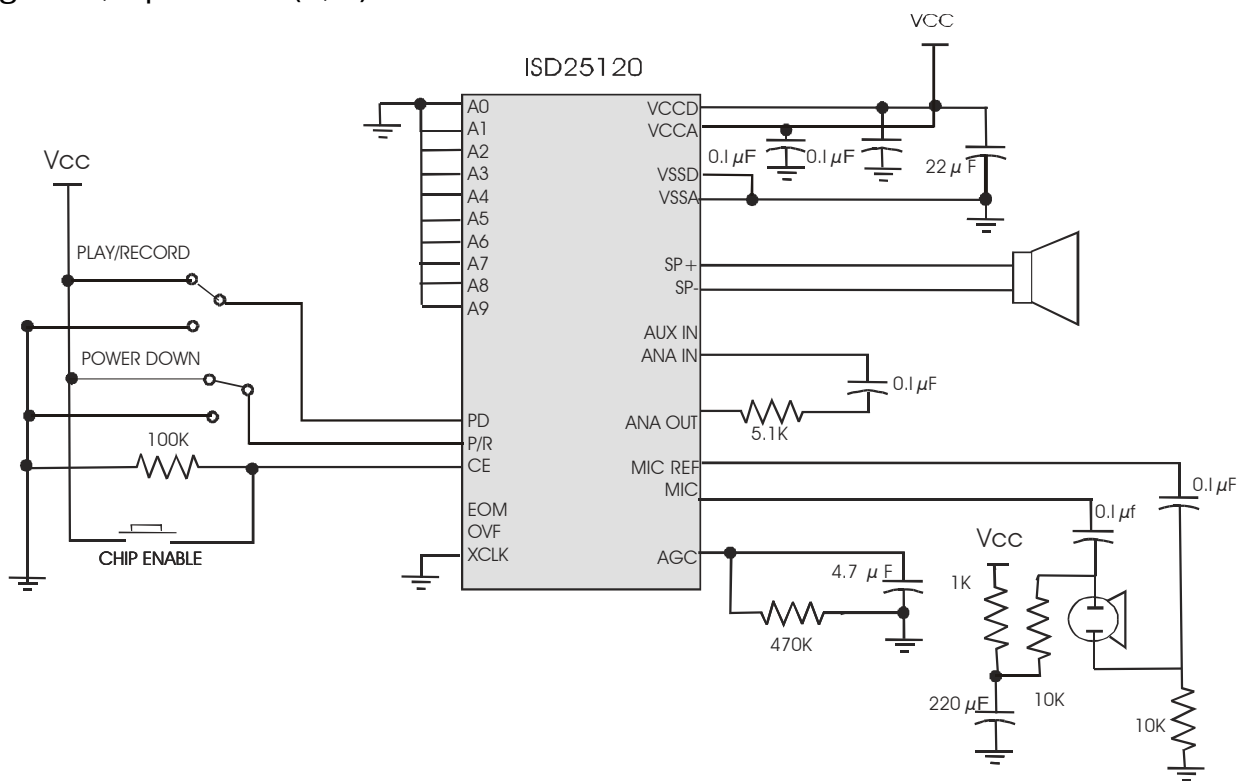 VCC
ISD25120
A0
A1
A2
A3
A4
A5
A6
A7
A8
A9
PD
P/R
CE
EOM
OVF
XCLK
VCCD
VCCA
VSSD
VSSA
SP+
SP-
AUX IN
ANA IN
ANA OUT
MIC REF
MIC
AGC
0.1 µF
0.1 µF
22 µ F
Vcc
PLAY/RECORD
POWER DOWN
100K
CHIP ENABLE
0.1 µF
5.1K
0.1 µF
0.1 µf
4.7 µ F
470K
Vcc
1K
10K
220 µF
10K